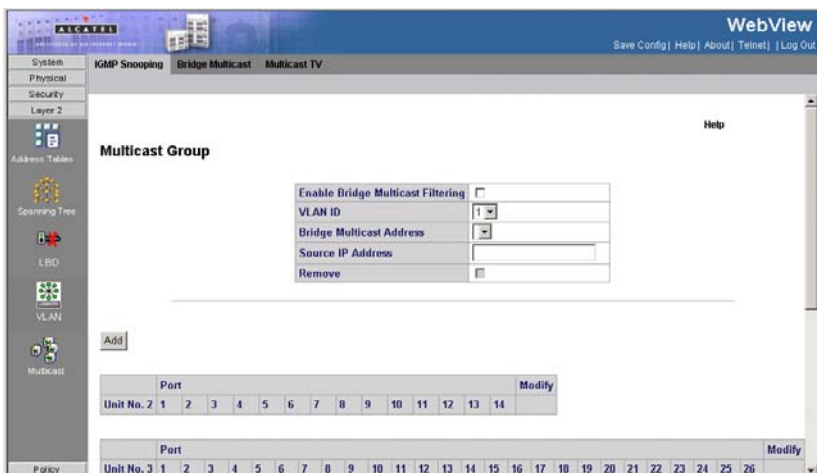 ALCATEL
WebView
Save Config| Help| About| Telnet| |Log Out
System
Physical
Security
Layer 2
Address Tables
Spanning Tree
LBD
VLAN
Multicast
Policy
IGMP Snooping Bridge Multicast Multicast TV
Help
Multicast Group
Enable Bridge Multicast Filtering
VLAN ID 1
Bridge Multicast Address
Source IP Address
Remove
Add
Port Modify
Unit No. 2 1 2 3 4 5 6 7 8 9 10 11 12 13 14
Port Modify
Unit No. 3 1 2 3 4 5 6 7 8 9 10 11 12 13 14 15 16 17 18 19 20 21 22 23 24 25 26